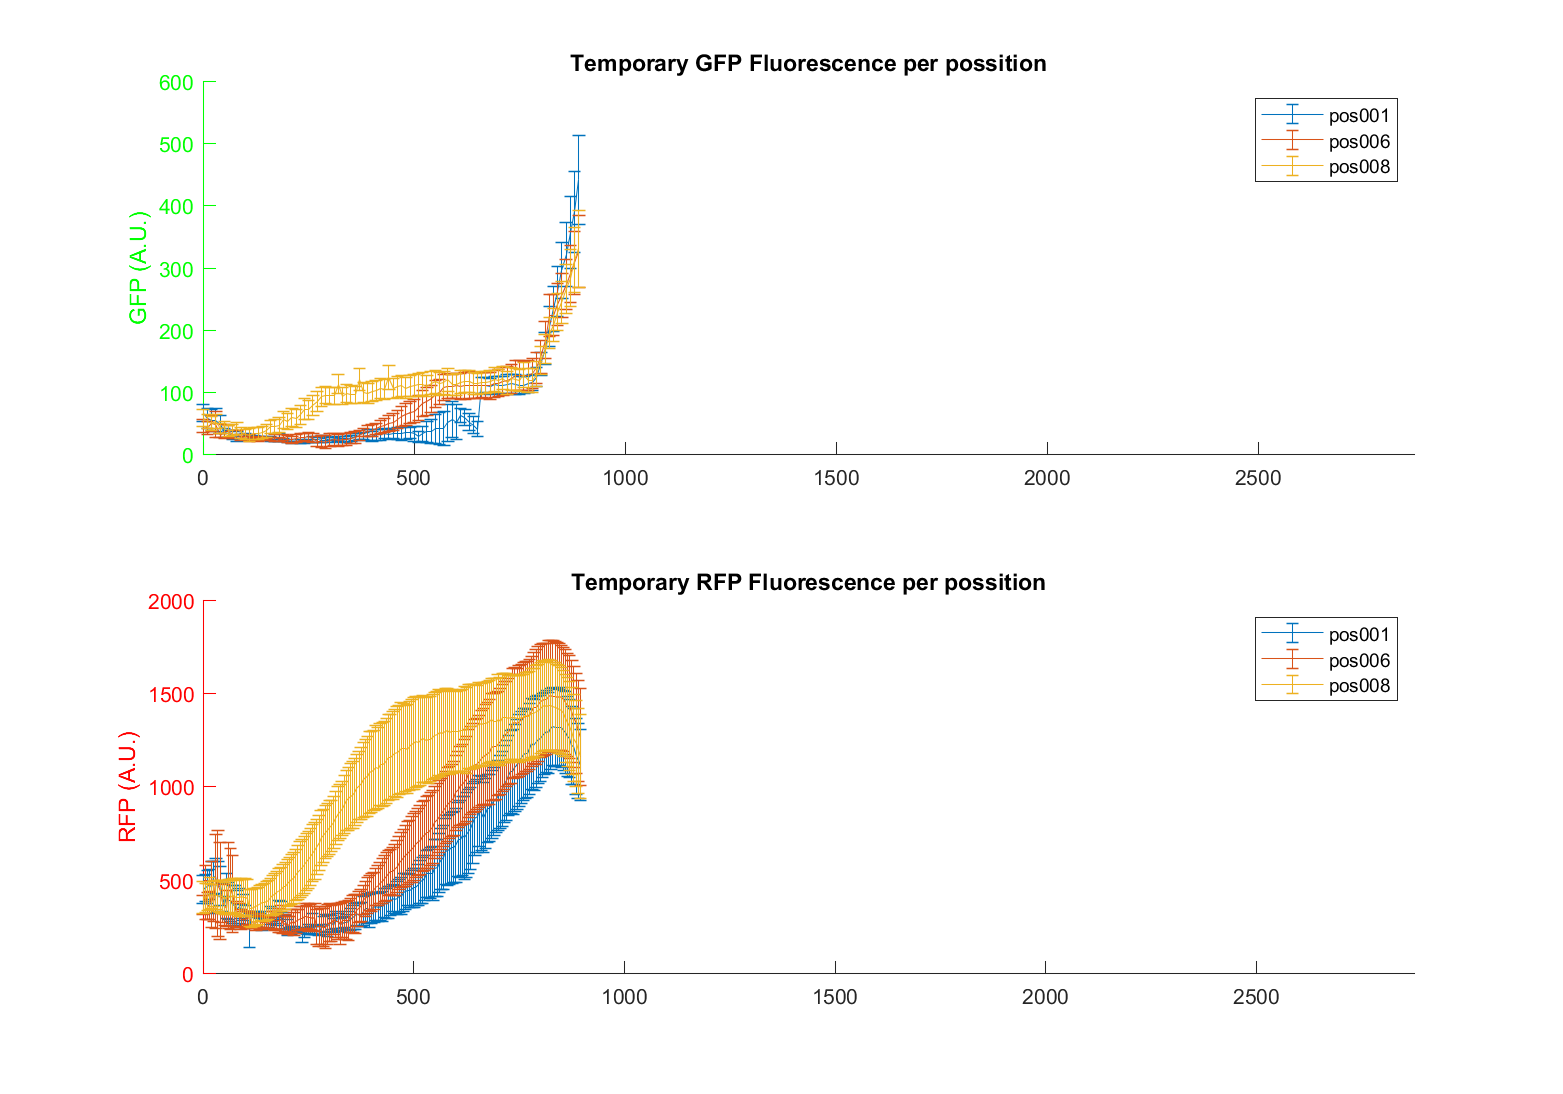 Temporary GFP Fluorescence per possition
600
500
400
300
200
100
0
GFP (A.U.)
0 500 1000 1500 2000 2500
pos001
pos006
pos008
Temporary RFP Fluorescence per possition
2000
1500
1000
500
0
RFP (A.U.)
0 500 1000 1500 2000 2500
pos001
pos006
pos008